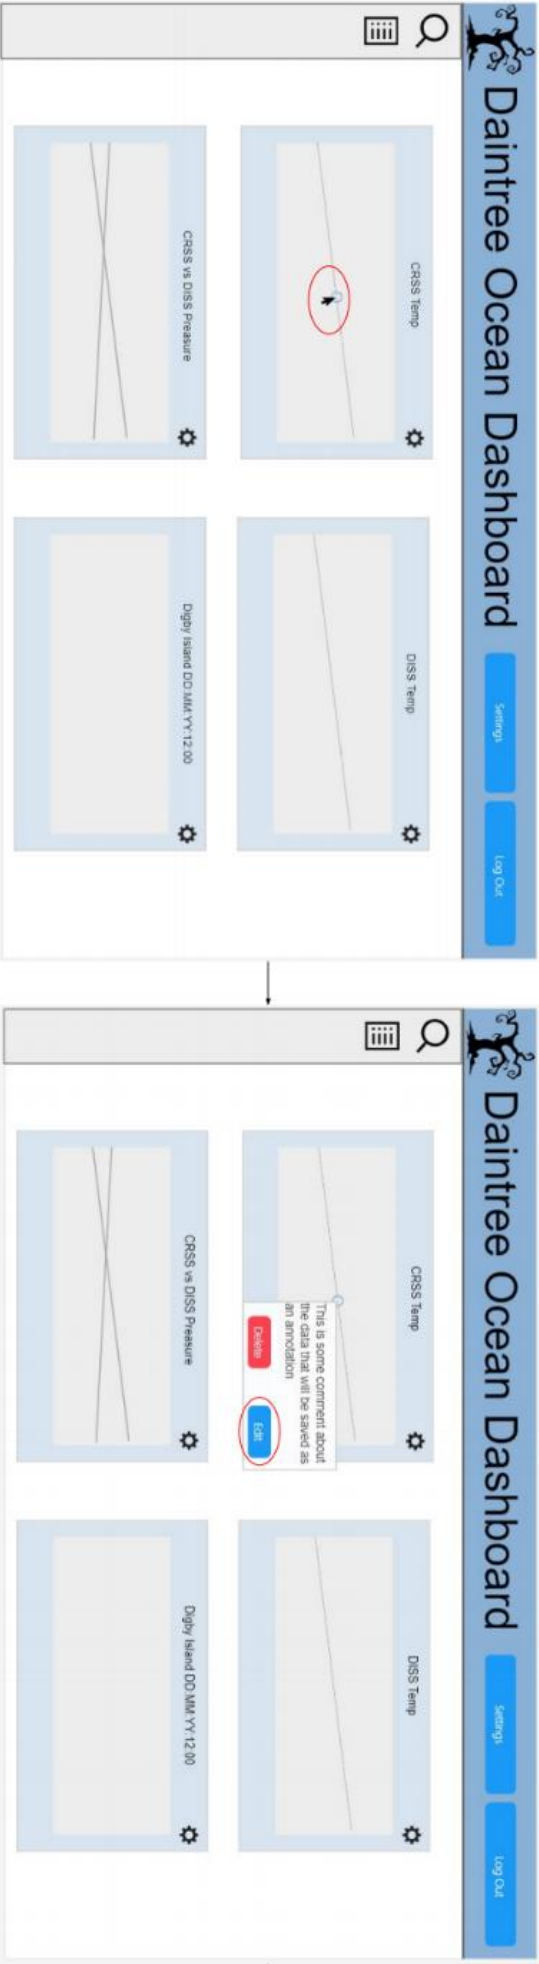 Daintree Ocean Dashboard
Settings
Log Out
CRSS Temp
DISS Temp
CRSS vs DISS Preasure
Digby Island DD:MM:YY:12:00
Daintree Ocean Dashboard
Settings
Log Out
CRSS Temp
DISS Temp
This is some comment about
the data that will be saved as
an annotation
Delete
Edit
CRSS vs DISS Preasure
Digby Island DD:MM:YY:12:00